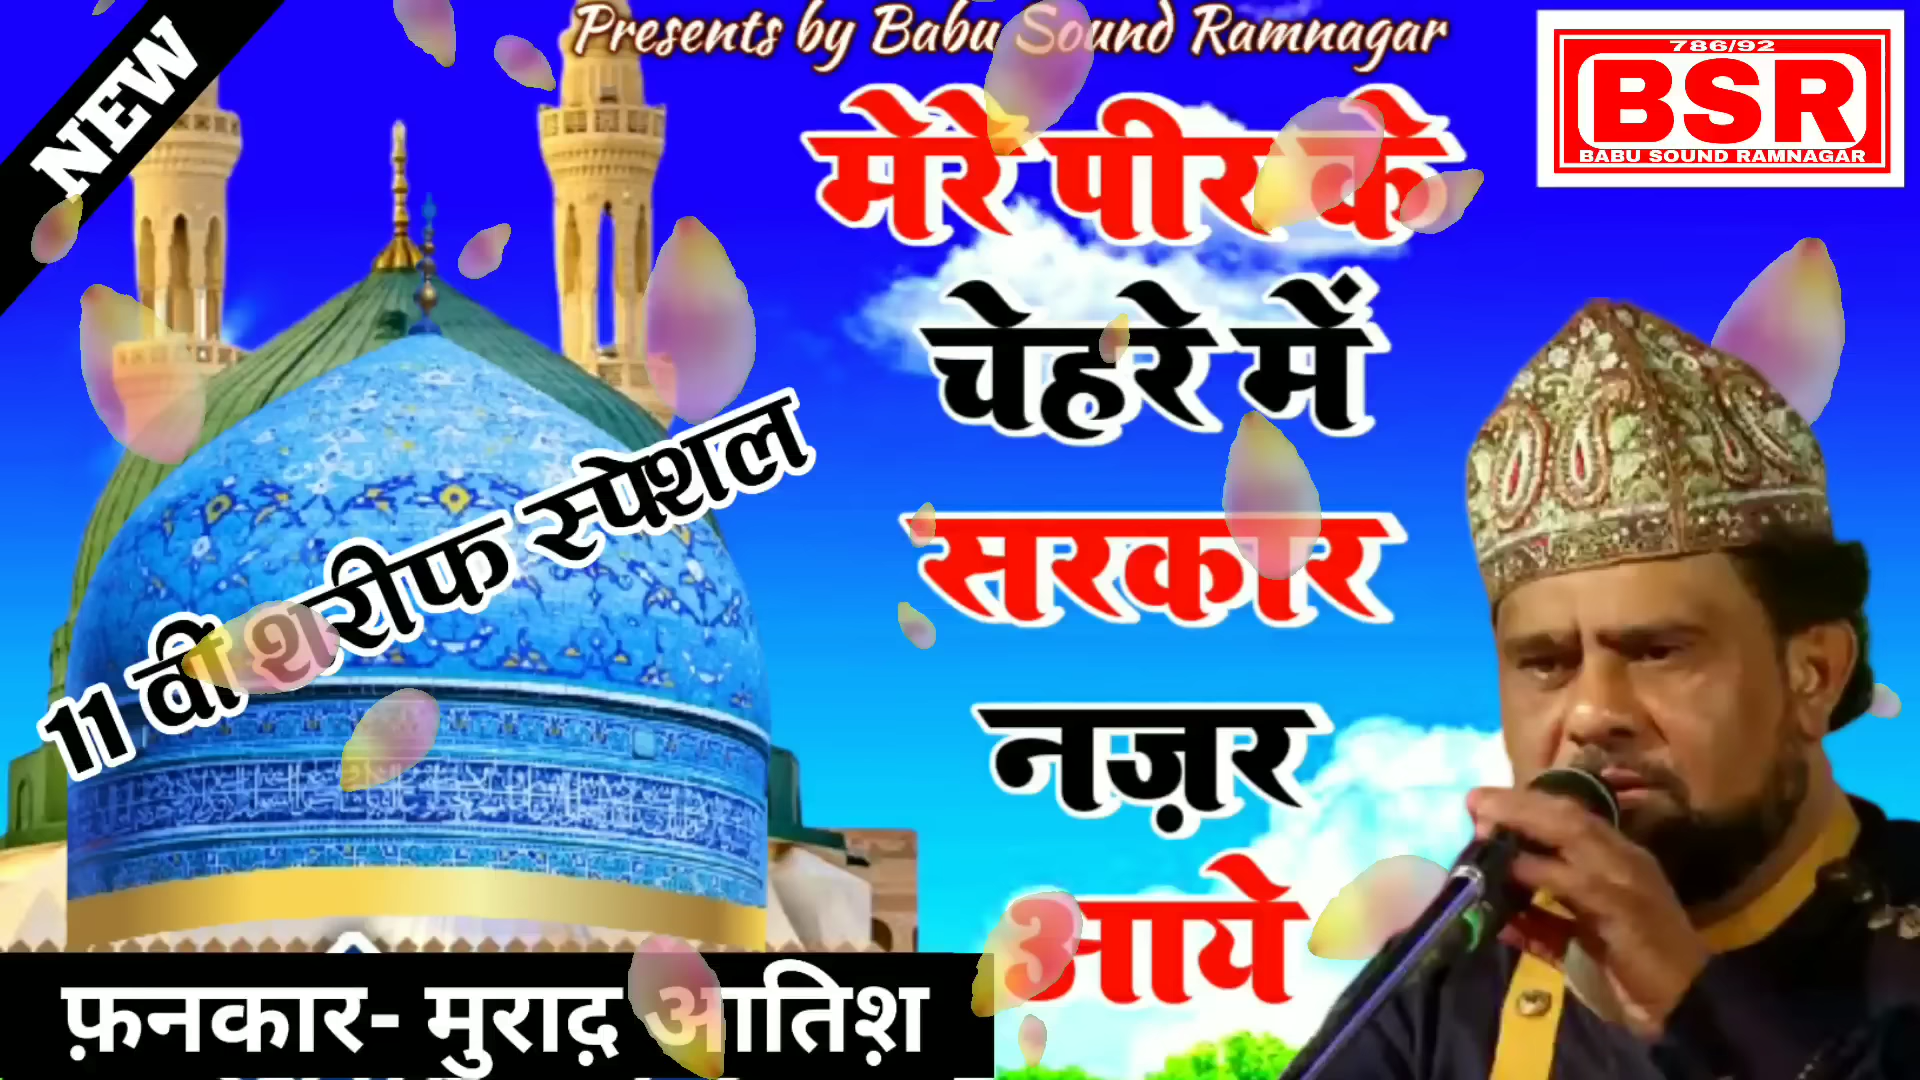 Presents by Babu Sound Ramnagar
NEW
786/92
BSR
BABU SOUND RAMNAGAR
मेरे पीर के
चेहरे में
सरकार
नज़र
आये
11 वीं शरीफ स्पेशल
फ़नकार- मुराद़ आतिश़